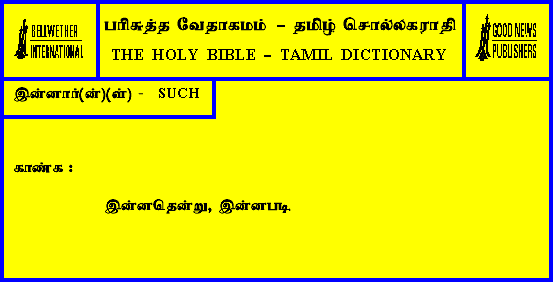 BELLWETHER
INTERNATIONAL
பரிசுத்த வேதாகமம் – தமிழ் சொல்லகராதி
THE HOLY BIBLE – TAMIL DICTIONARY
GOOD NEWS
PUBLISHERS
இன்னார்(ன்)(ள்) - SUCH
காண்க :
இன்னதென்று, இன்னபடி.